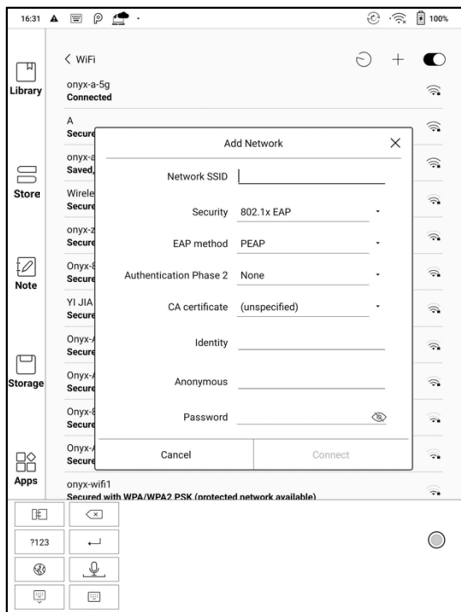 16:31
100%
WiFi
Library
onyx-a-5g
Connected
A
Secure
Add Network
onyx-a
Saved,
Network SSID
Store
Wirele
Secure
Security 802.1x EAP
onyx-z
Secure
EAP method PEAP
Note
Onyx-8
Secure
Authentication Phase 2 None
YI JIA
Secure
CA certificate (unspecified)
Onyx-A
Secure
Identity
Storage
Onyx-A
Secure
Anonymous
Onyx-8
Secure
Password
Onyx-A
Secure
Cancel Connect
Apps
onyx-wifi1
Secured with WPA/WPA2 PSK (protected network available)
?123